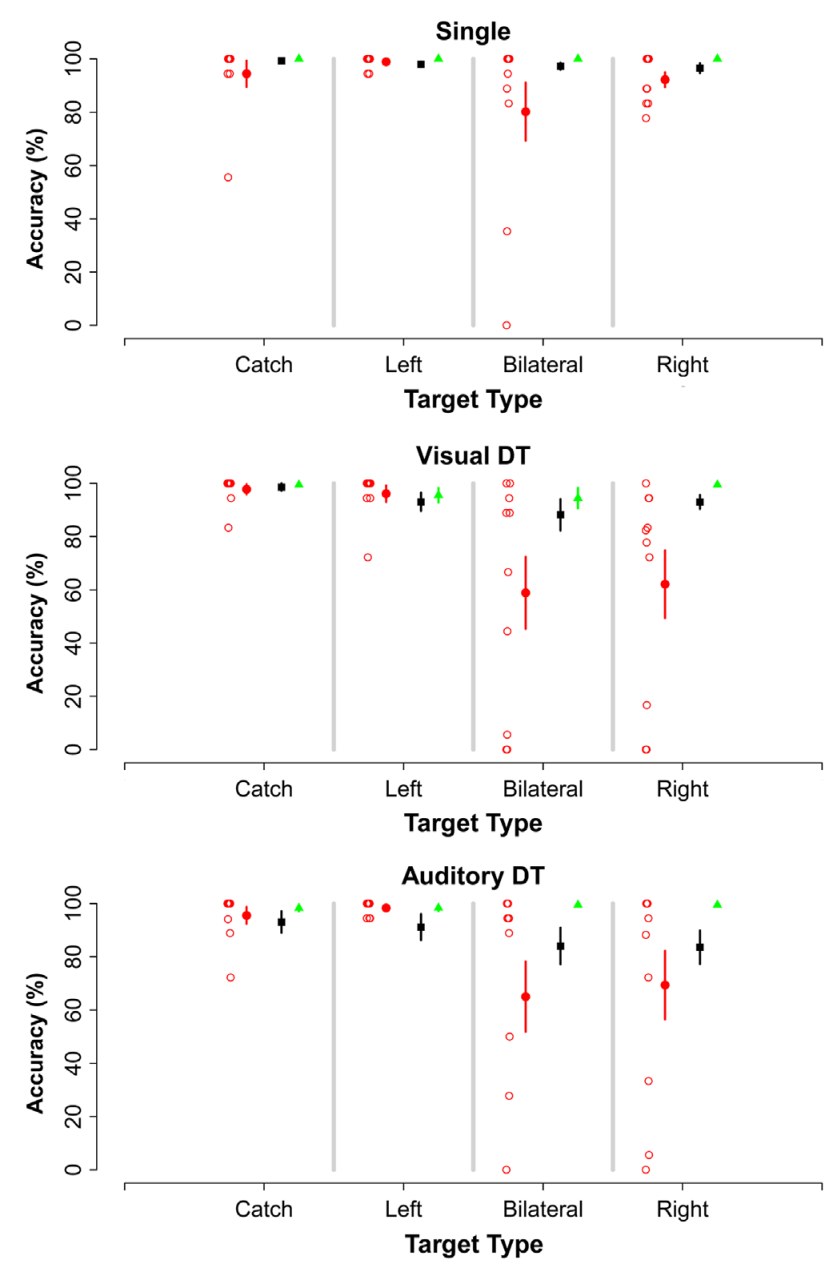 Single
100
80
60
40
20
0
Accuracy (%)
Catch Left Bilateral Right
Target Type
Visual DT
100
80
60
40
20
0
Accuracy (%)
Catch Left Bilateral Right
Target Type
Auditory DT
100
80
60
40
20
0
Accuracy (%)
Catch Left Bilateral Right
Target Type